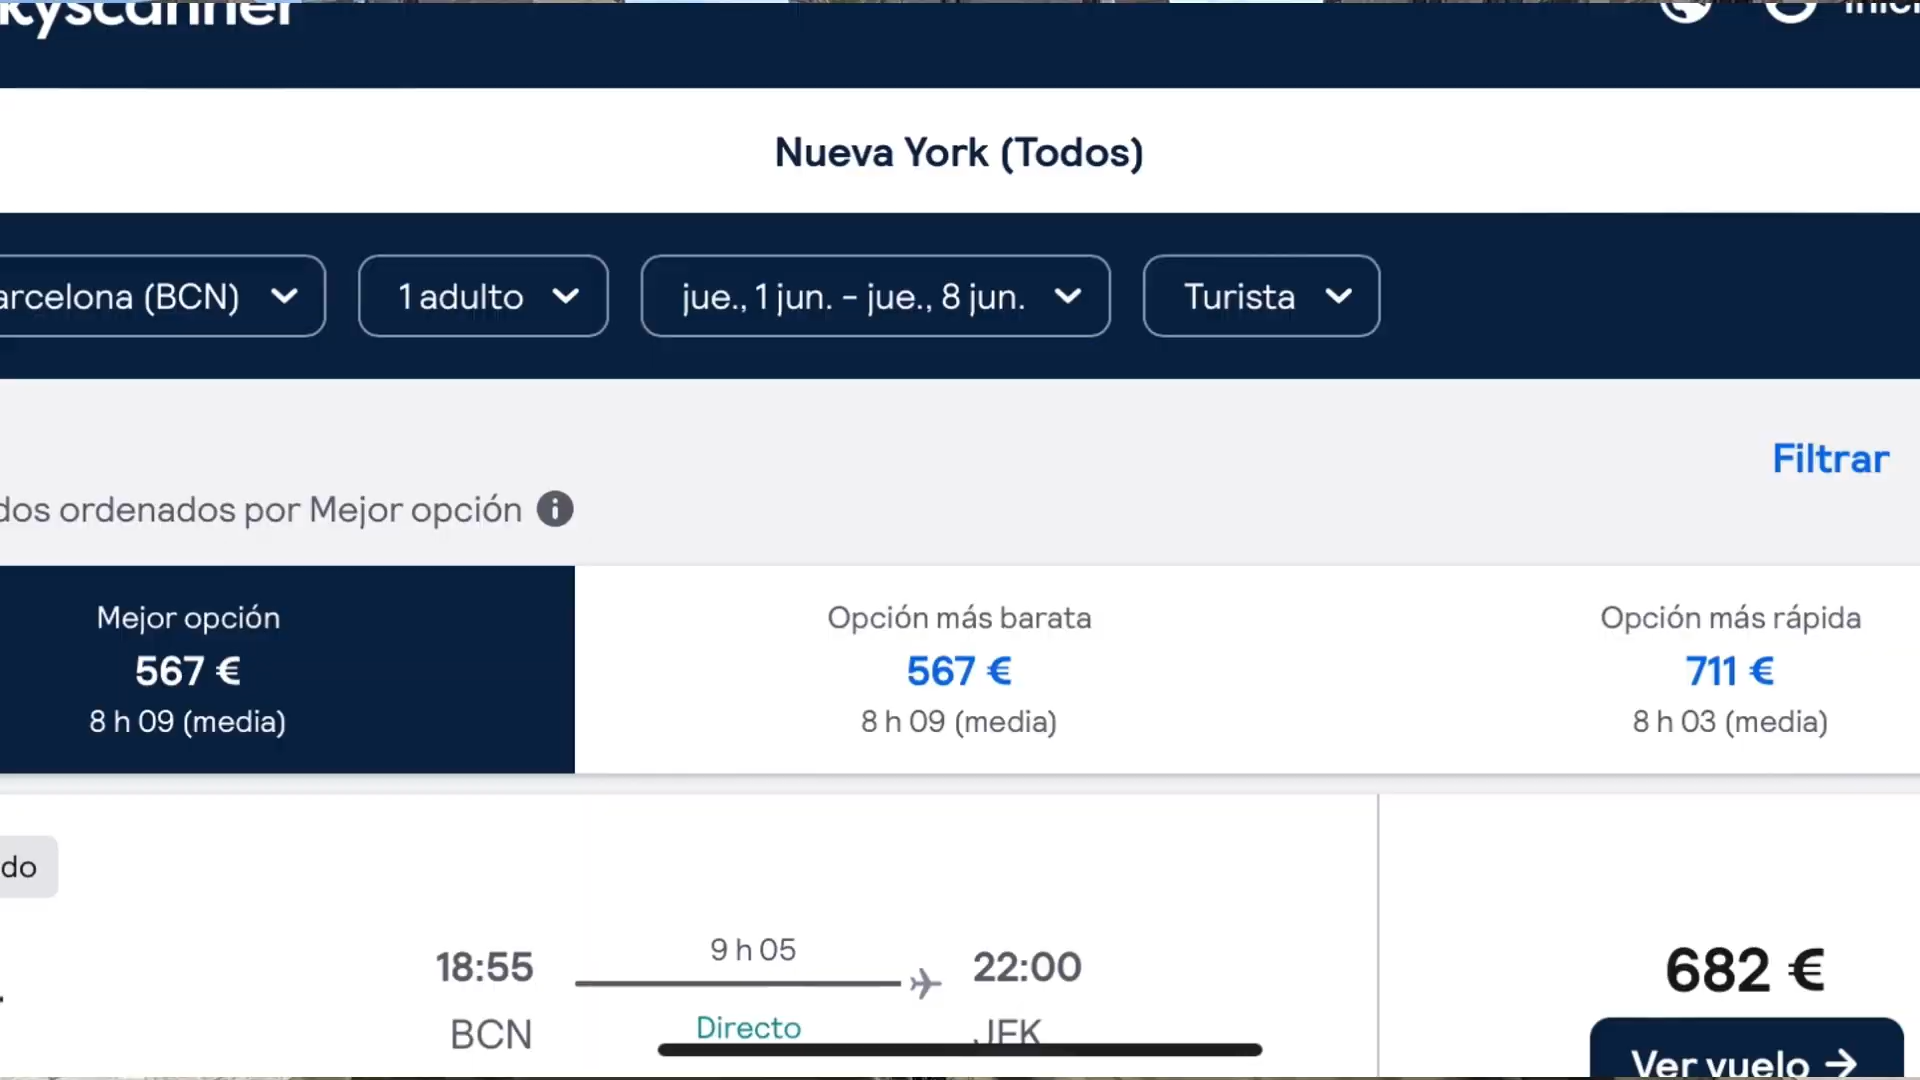 kyscanner
Nueva York (Todos)
arcelona (BCN)
1 adulto
jue., 1 jun. - jue., 8 jun.
Turista
Filtrar
dos ordenados por Mejor opción
Mejor opción
567 €
8 h 09 (media)
Opción más barata
567 €
8 h 09 (media)
Opción más rápida
711 €
8 h 03 (media)
do
18:55
BCN
9 h 05
Directo
22:00
JFK
682 €
Ver vuelo →